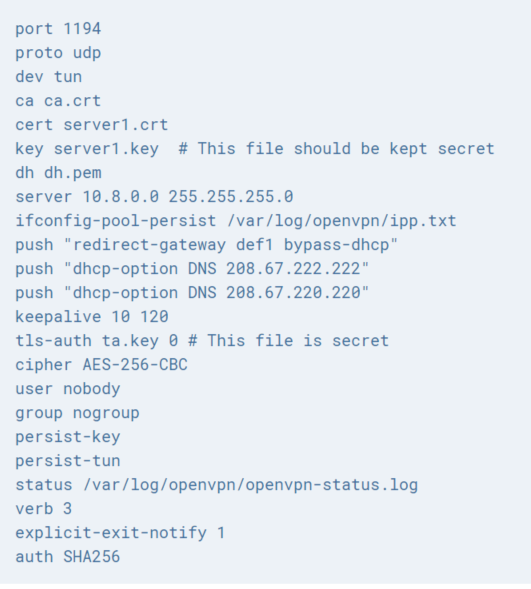 port 1194
proto udp
dev tun
ca ca.crt
cert server1.crt
key server1.key  # This file should be kept secret
dh dh.pem
server 10.8.0.0 255.255.255.0
ifconfig-pool-persist /var/log/openvpn/ipp.txt
push "redirect-gateway def1 bypass-dhcp"
push "dhcp-option DNS 208.67.222.222"
push "dhcp-option DNS 208.67.220.220"
keepalive 10 120
tls-auth ta.key 0 # This file is secret
cipher AES-256-CBC
user nobody
group nogroup
persist-key
persist-tun
status /var/log/openvpn/openvpn-status.log
verb 3
explicit-exit-notify 1
auth SHA256